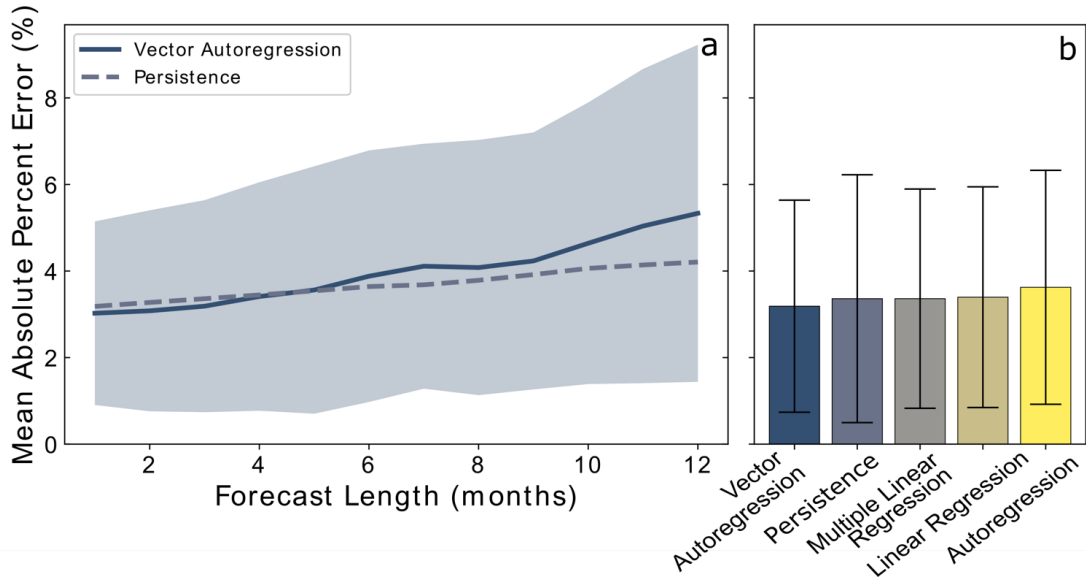 Mean Absolute Percent Error (%)
8
6
4
2
0
Vector Autoregression
Persistence
a
2
4
6
8
10
12
Forecast Length (months)
b
Vector
Autoregression
Persistence
Multiple Linear
Regression
Linear Regression
Autoregression